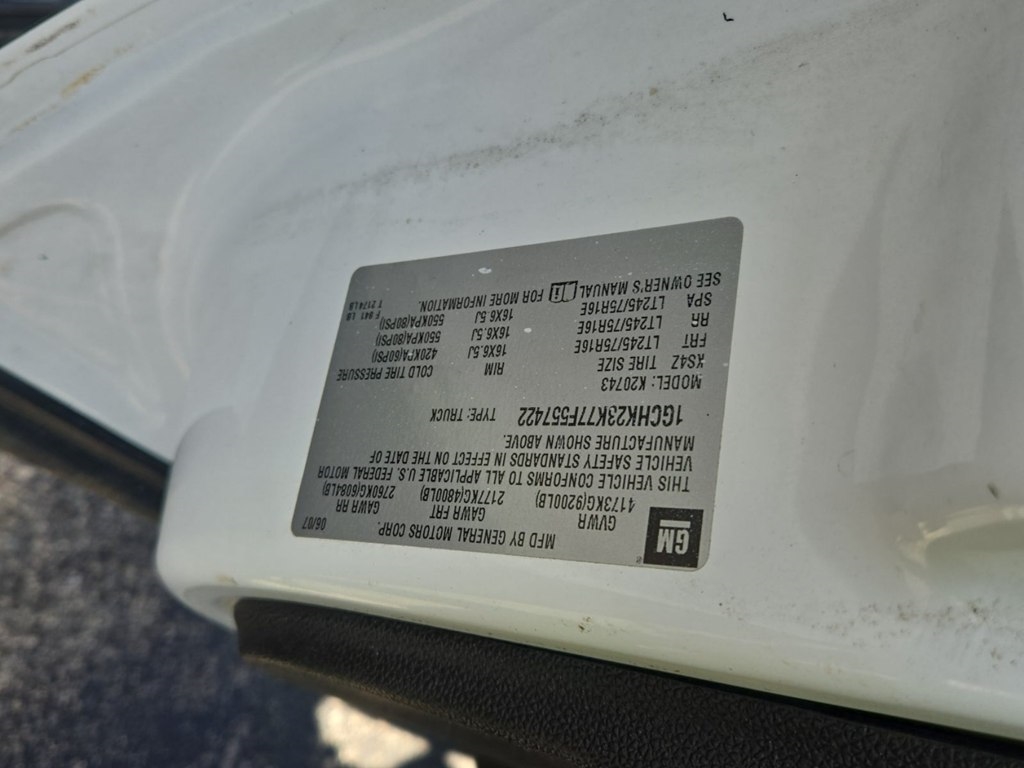 GM
MFD BY GENERAL MOTORS CORP. 06/07
GVWR GAWR FRT GAWR RR
4173KG(9200LB) 2177KG(4800LB) 2760KG(6084LB)
THIS VEHICLE CONFORMS TO ALL APPLICABLE U.S. FEDERAL MOTOR
VEHICLE SAFETY STANDARDS IN EFFECT ON THE DATE OF
MANUFACTURE SHOWN ABOVE.
1GCHK23K77F557422 TYPE: TRUCK
MODEL: K20743
XS4Z TIRE SIZE RIM COLD TIRE PRESSURE
FRT LT245/75R16E 16X6.5J 420KPA(60PSI)
RR LT245/75R16E 16X6.5J 550KPA(80PSI)
SPA LT245/75R16E 16X6.5J 550KPA(80PSI)
SEE OWNER'S MANUAL FOR MORE INFORMATION.
F 941 LB
T 2174LB